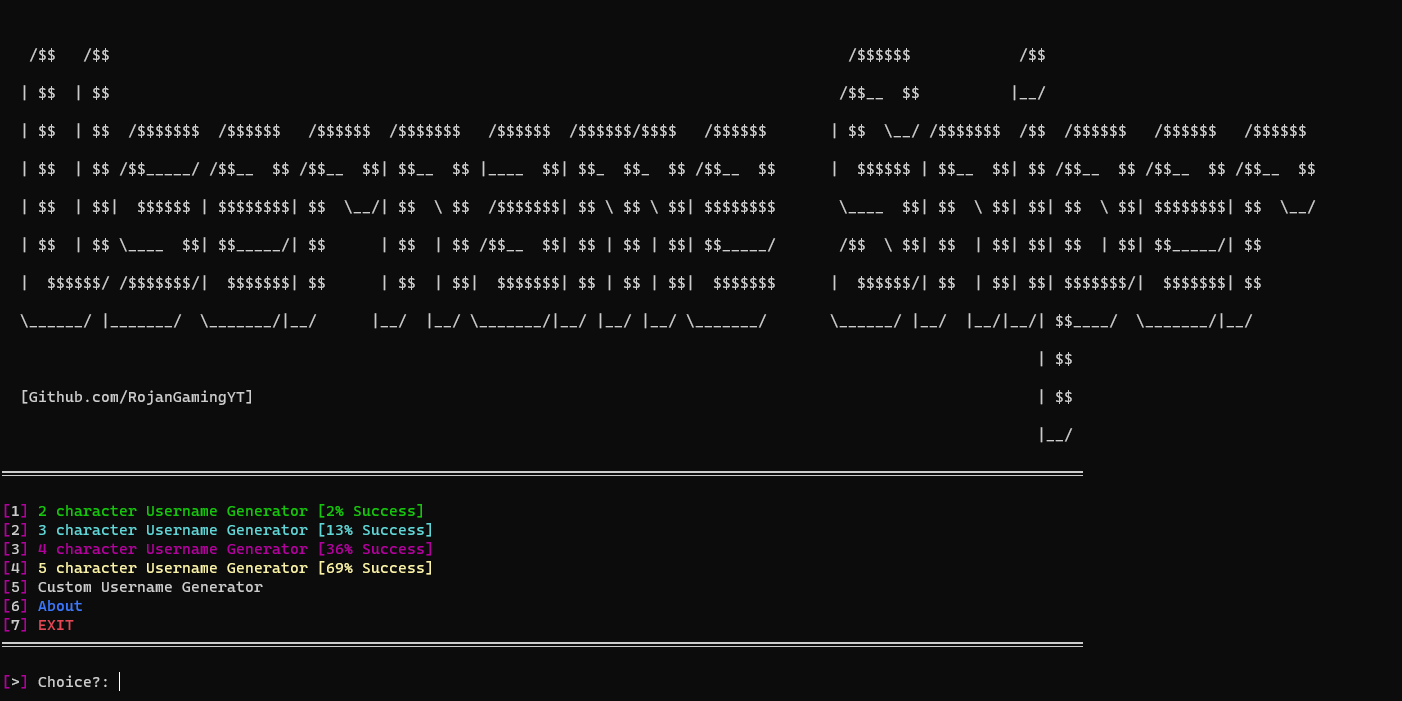 Username Sniper
[Github.com/RojanGamingYT]
[1] 2 character Username Generator [2% Success]
[2] 3 character Username Generator [13% Success]
[3] 4 character Username Generator [36% Success]
[4] 5 character Username Generator [69% Success]
[5] Custom Username Generator
[6] About
[7] EXIT
[>] Choice?: